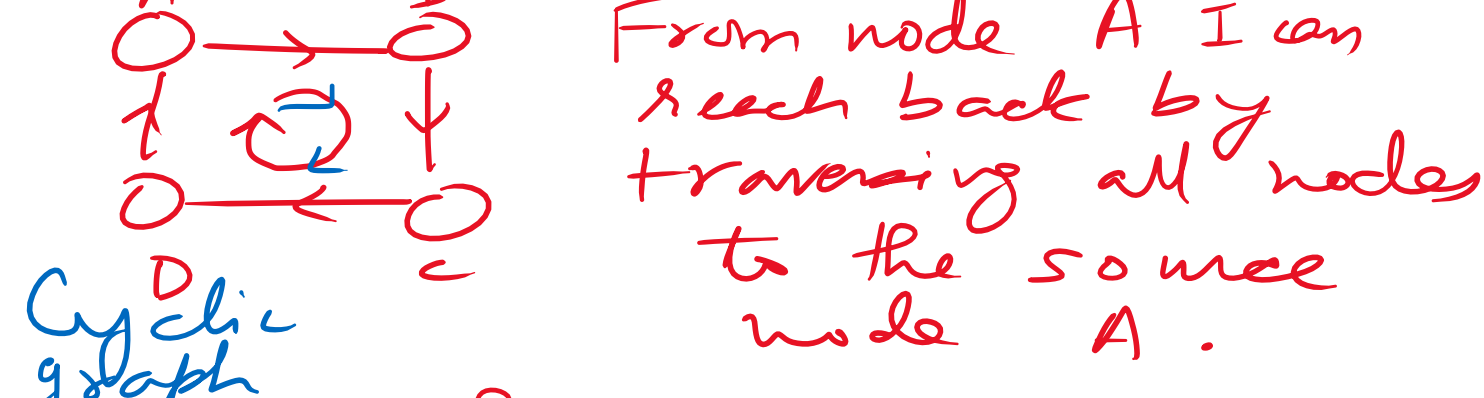 From node A I can
reach back by
traversing all nodes
to the source
node A.
D
C
Cyclic
graph